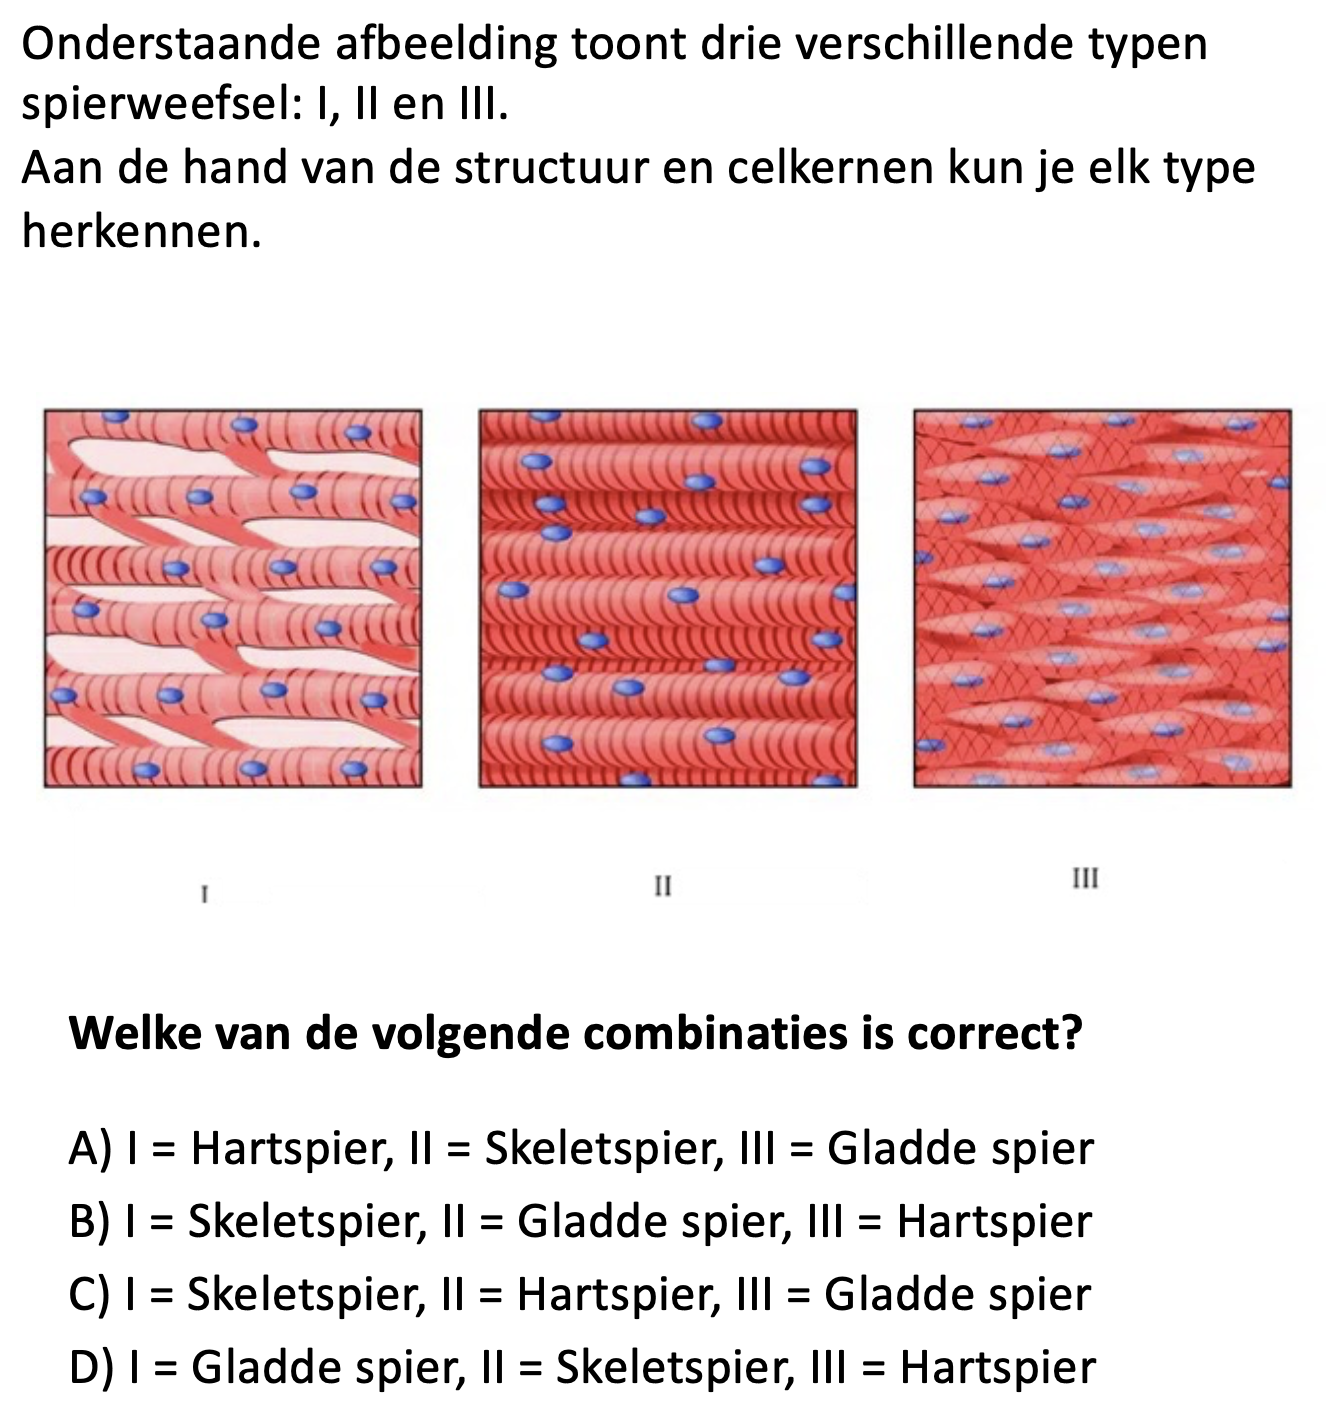 Onderstaande afbeelding toont drie verschillende typen
spierweefsel: I, II en III.
Aan de hand van de structuur en celkernen kun je elk type
herkennen.
I
II
III
Welke van de volgende combinaties is correct?
A) I = Hartspier, II = Skeletspier, III = Gladde spier
B) I = Skeletspier, II = Gladde spier, III = Hartspier
C) I = Skeletspier, II = Hartspier, III = Gladde spier
D) I = Gladde spier, II = Skeletspier, III = Hartspier